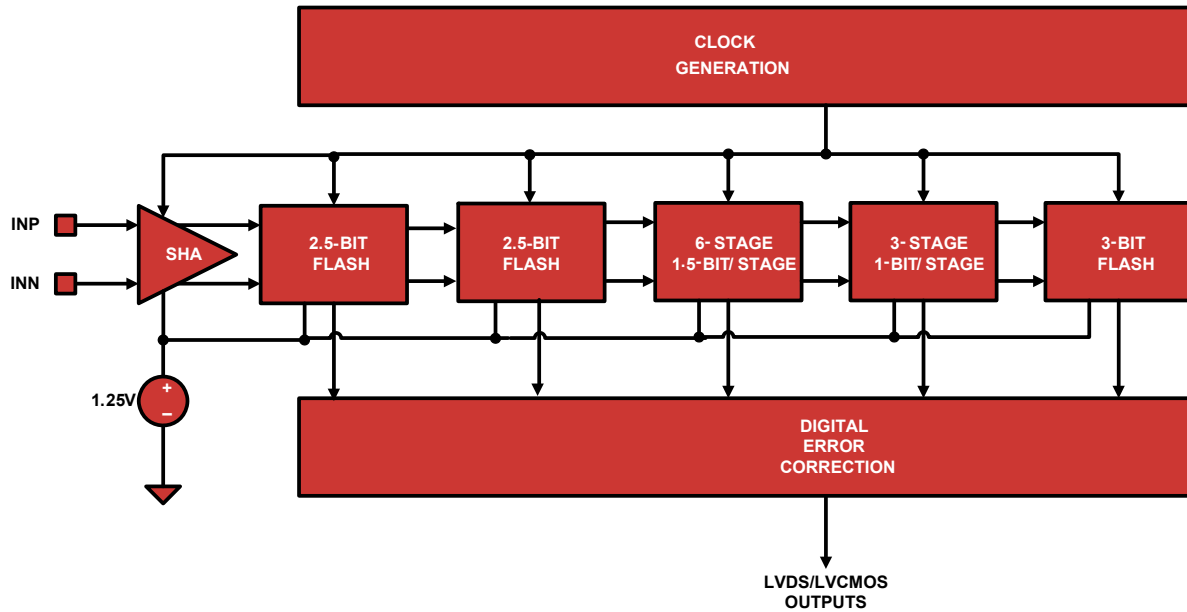 CLOCK
GENERATION
INP
INN
SHA
2.5-BIT
FLASH
2.5-BIT
FLASH
6- STAGE
1.5-BIT/ STAGE
3- STAGE
1-BIT/ STAGE
3-BIT
FLASH
1.25V
+
−
DIGITAL
ERROR
CORRECTION
LVDS/LVCMOS
OUTPUTS